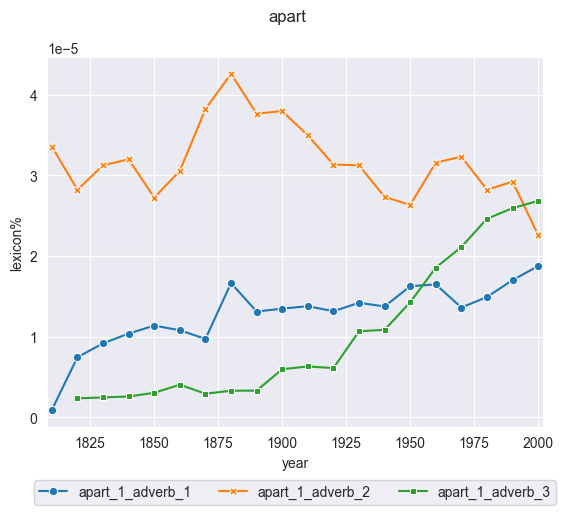 apart
1e−5
4
3
2
1
0
lexicon%
1825 1850 1875 1900 1925 1950 1975 2000
year
apart_1_adverb_1 apart_1_adverb_2 apart_1_adverb_3